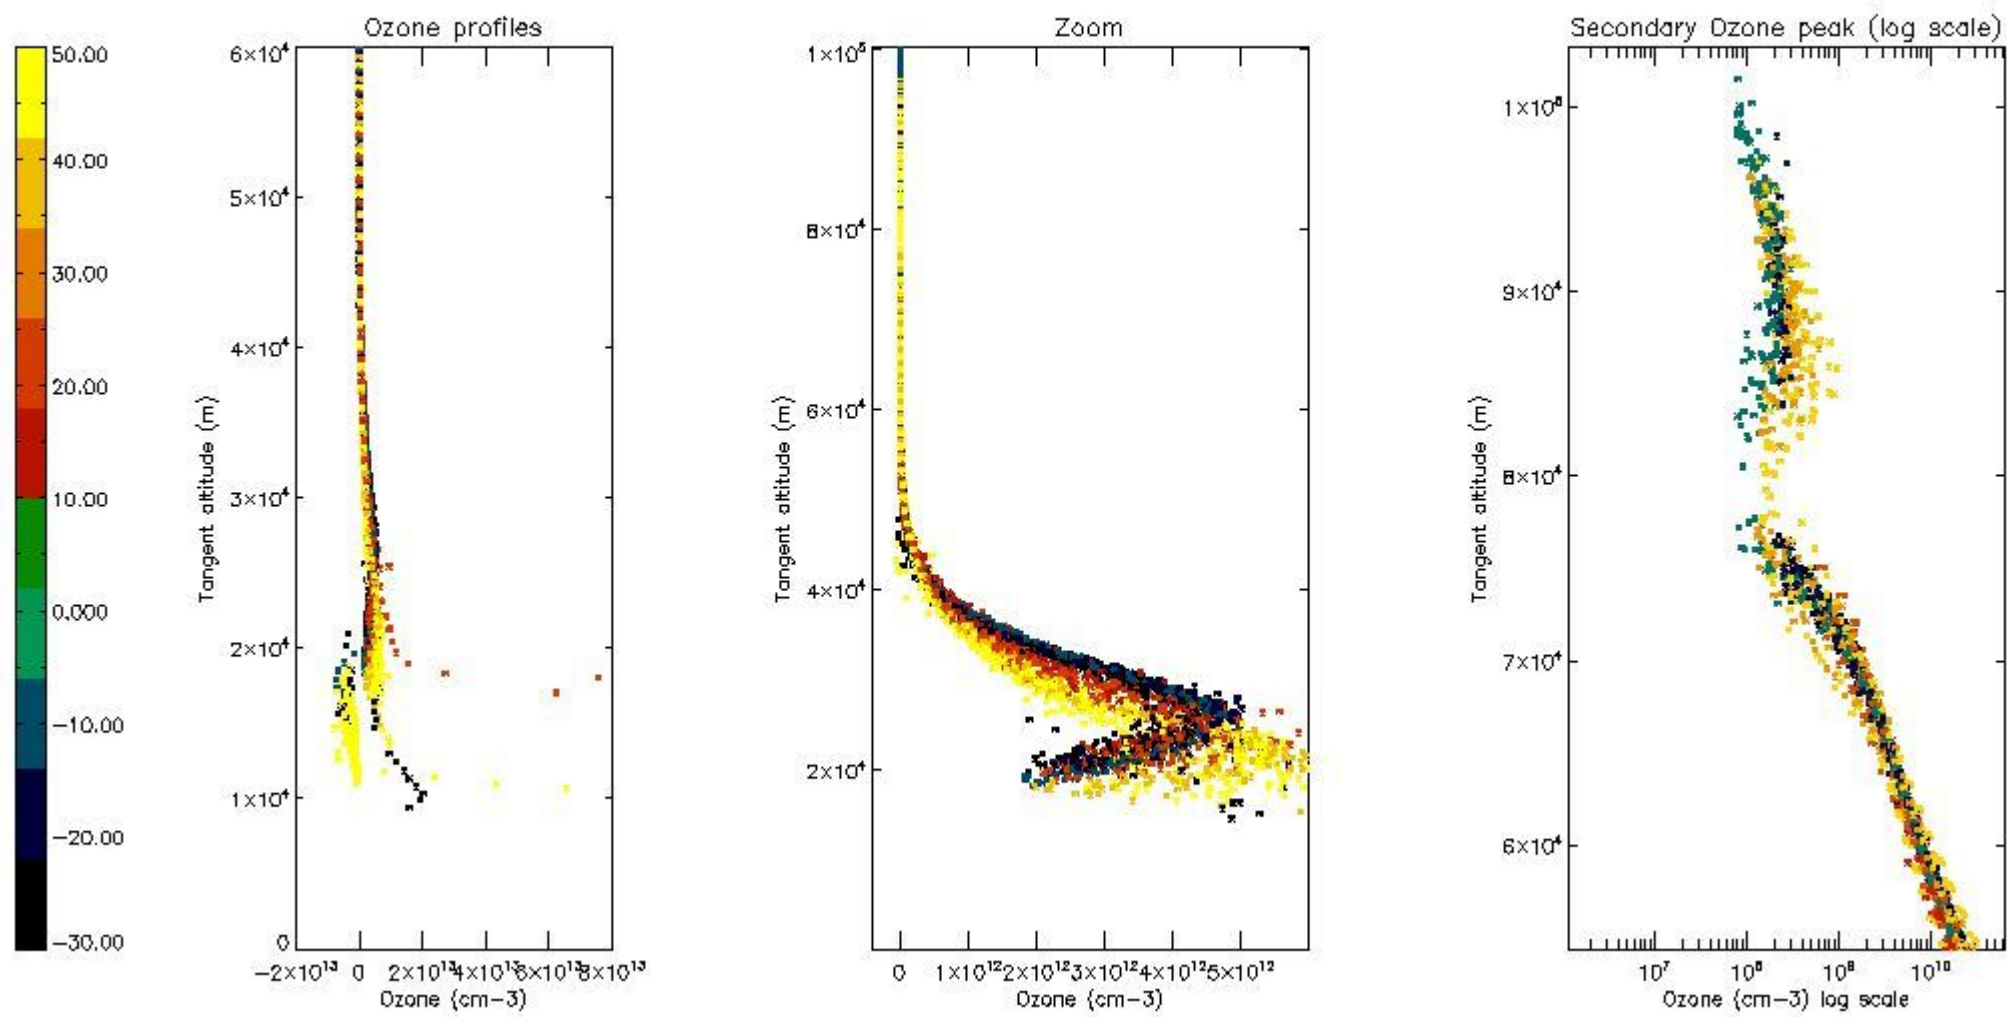 Ozone profiles
Zoom
Secondary Ozone peak (log scale)
50.00
40.00
30.00
20.00
10.00
0.000
−10.00
−20.00
−30.00
Tangent altitude (m)
6×10⁴
5×10⁴
4×10⁴
3×10⁴
2×10⁴
1×10⁴
0
−2×10¹³ 0 2×10¹³ 4×10¹³ 6×10¹³ 8×10¹³
Ozone (cm−3)
Tangent altitude (m)
1×10⁵
8×10⁴
6×10⁴
4×10⁴
2×10⁴
0 1×10¹² 2×10¹² 3×10¹² 4×10¹² 5×10¹²
Ozone (cm−3)
Tangent altitude (m)
1×10⁵
9×10⁴
8×10⁴
7×10⁴
6×10⁴
10⁷ 10⁸ 10⁹ 10¹⁰
Ozone (cm−3) log scale